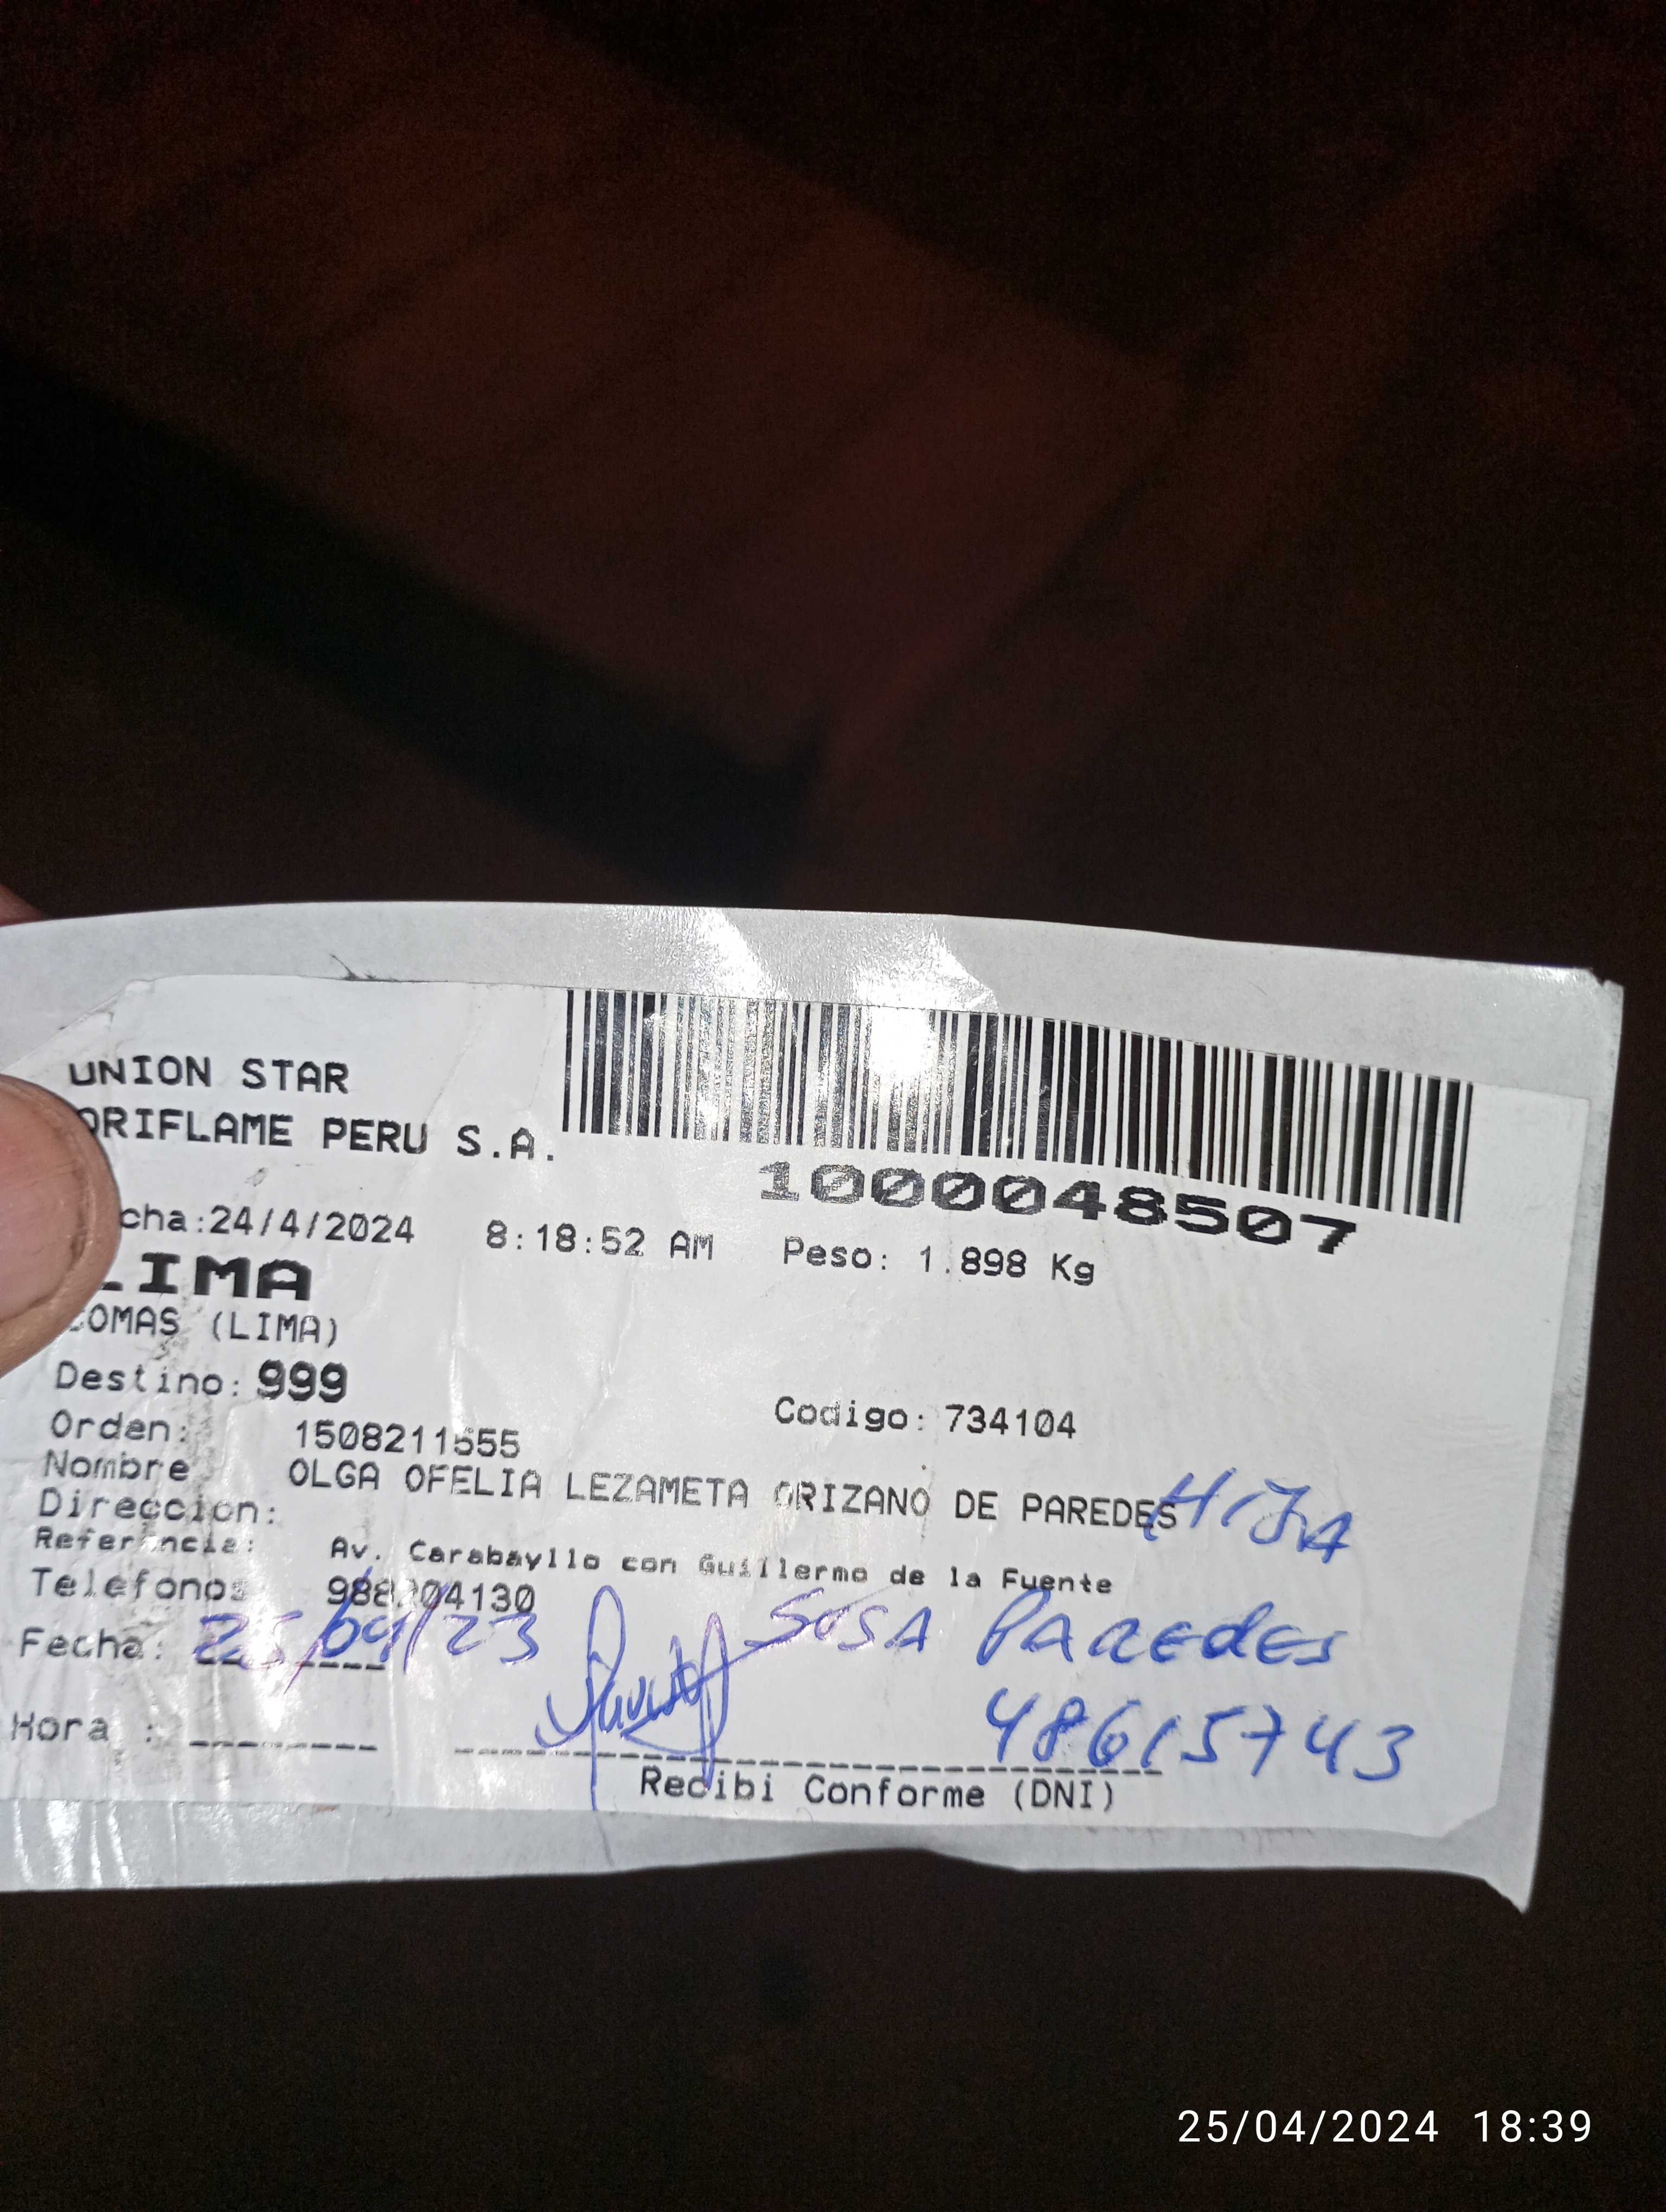 UNION STAR
ORIFLAME PERU S.A.
1000048507
cha:24/4/2024 8:18:52 AM Peso: 1.898 Kg
LIMA
COMAS (LIMA)
Destino: 999
Orden: 1508211555 Codigo: 734104
Nombre OLGA OFELIA LEZAMETA ORIZANO DE PAREDES HIJA
Direccion:
Referencia: Av. Carabayllo con Guillermo de la Fuente
Telefonos
Fecha: 25/04/23 SOSA PAREdES
Hora : 48615743
Recibi Conforme (DNI)
25/04/2024 18:39